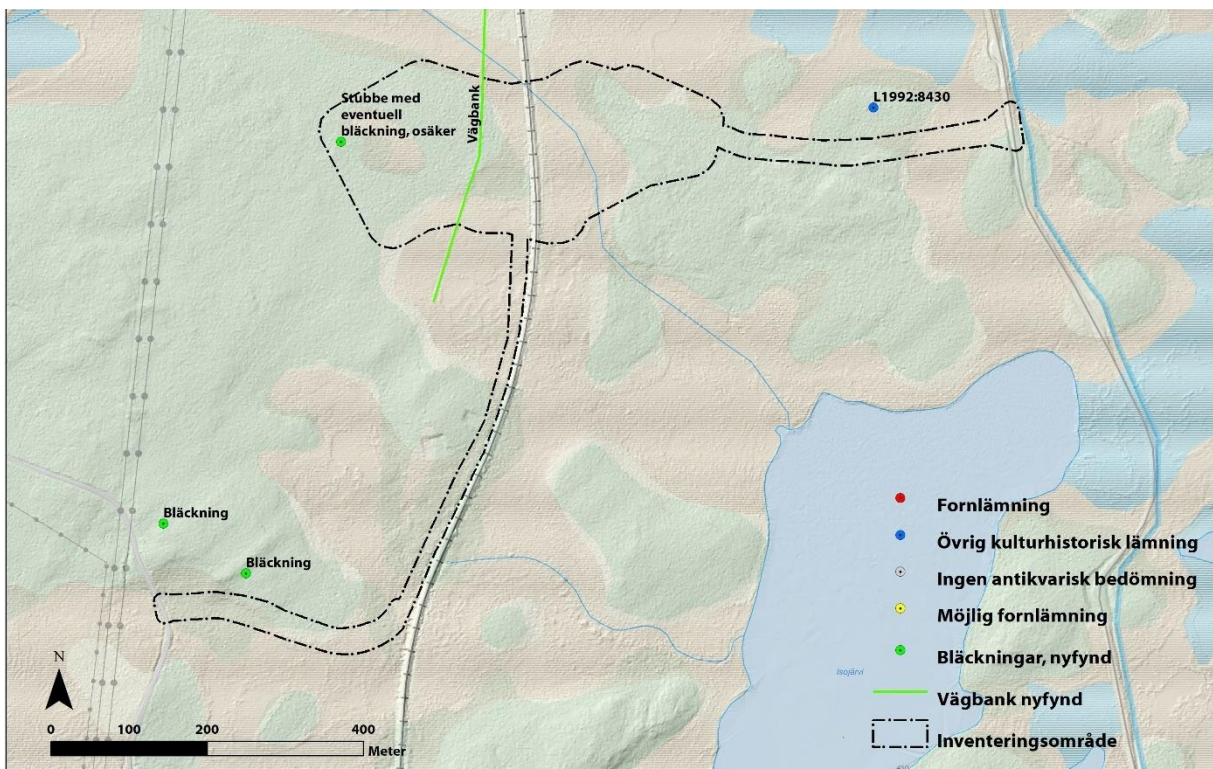 L1992:8430
Stubbe med
eventuell
bläckning, osäker
Vägbank
Bläckning
Bläckning
Fornlämning
Övrig kulturhistorisk lämning
Ingen antikvarisk bedömning
Möjlig fornlämning
Bläckningar, nyfynd
Vägbank nyfynd
Inventeringsområde
Isojärvi
N
0 100 200 400
Meter